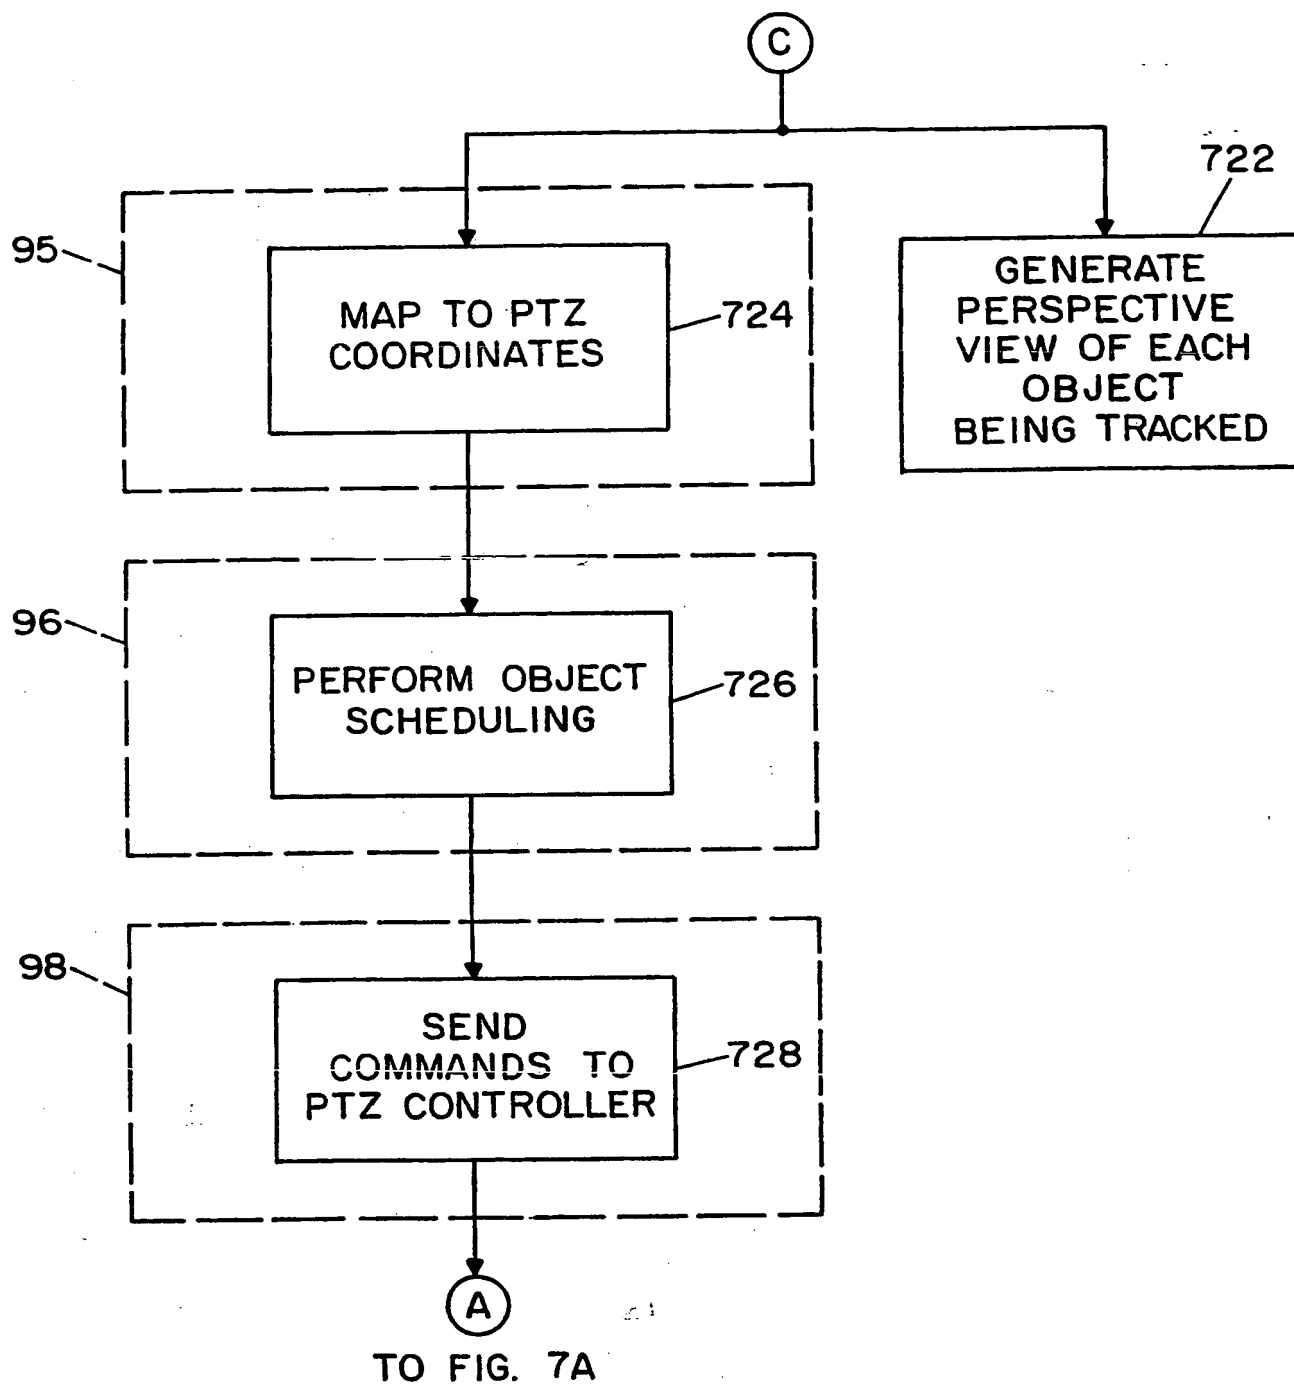 C
722
GENERATE
PERSPECTIVE
VIEW OF EACH
OBJECT
BEING TRACKED
95
MAP TO PTZ
COORDINATES
724
96
PERFORM OBJECT
SCHEDULING
726
98
SEND
COMMANDS TO
PTZ CONTROLLER
728
A
TO FIG. 7A